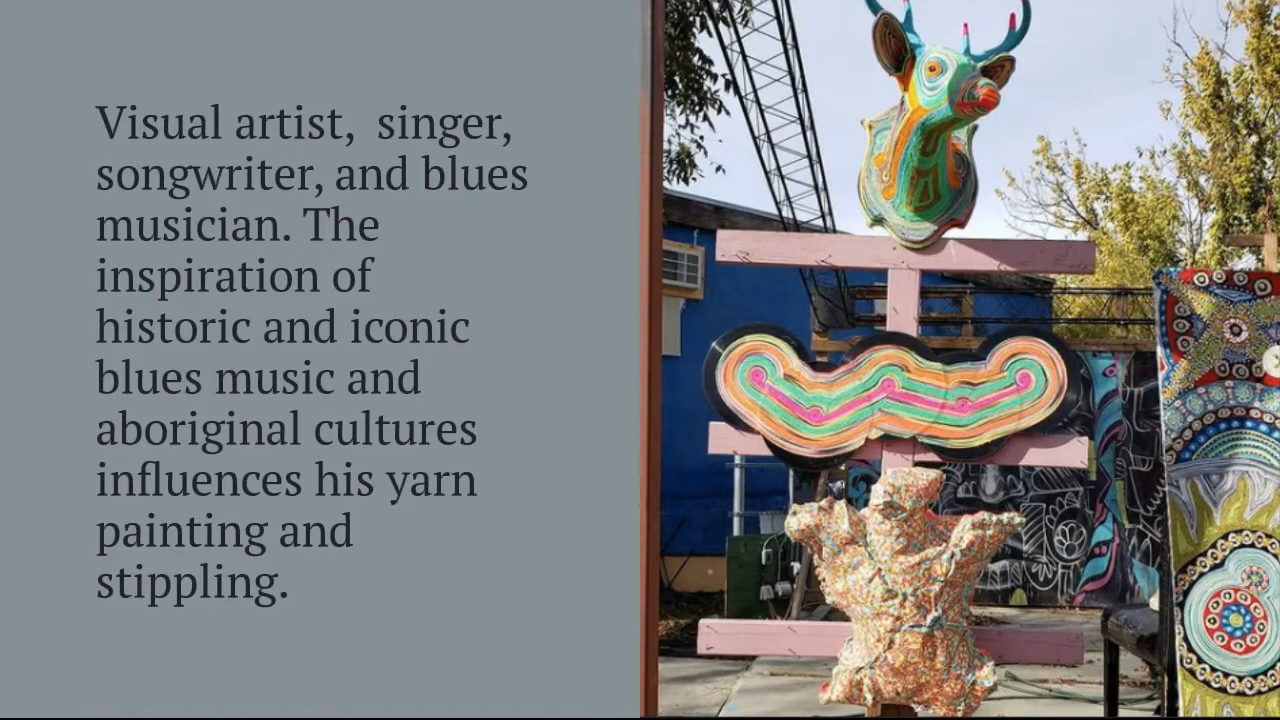 Visual artist,  singer,
songwriter, and blues
musician. The
inspiration of
historic and iconic
blues music and
aboriginal cultures
influences his yarn
painting and
stippling.